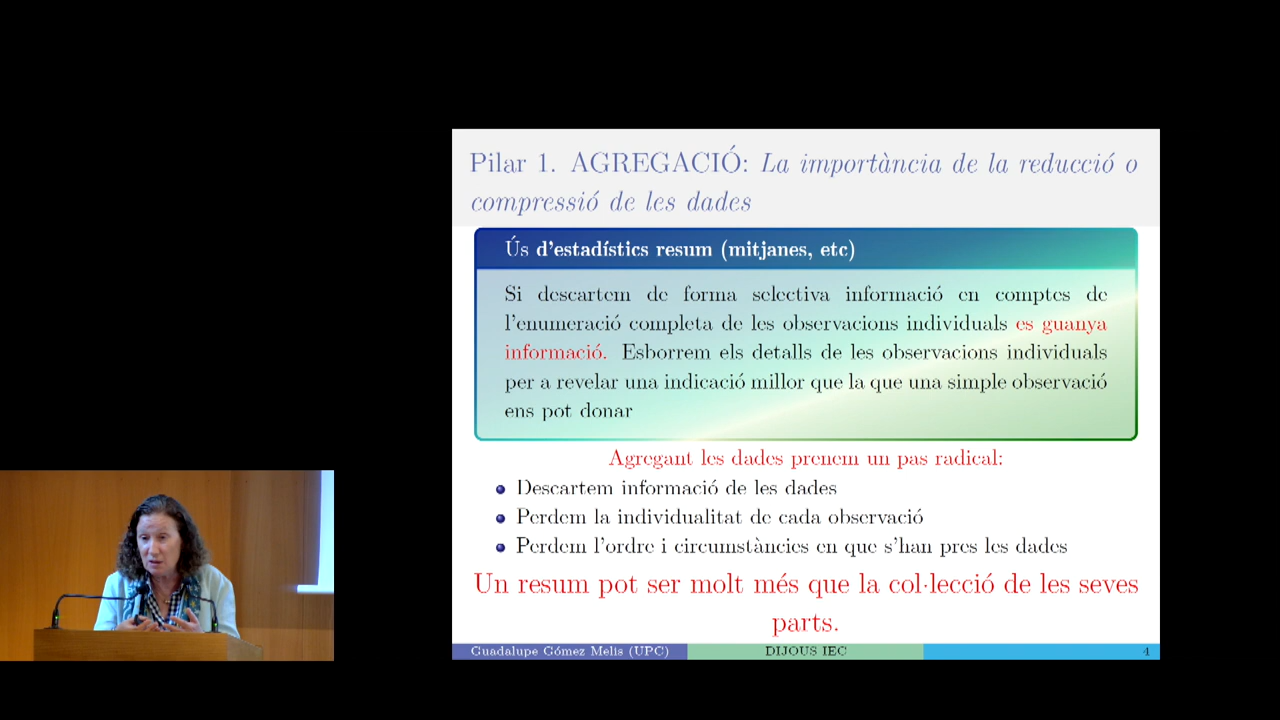 Pilar 1. AGREGACIÓ: La importància de la reducció o
compressió de les dades
Ús d'estadístics resum (mitjanes, etc)
Si descartem de forma selectiva informació en comptes de
l'enumeració completa de les observacions individuals es guanya
informació. Esborrem els detalls de les observacions individuals
per a revelar una indicació millor que la que una simple observació
ens pot donar
Agregant les dades prenem un pas radical:
Descartem informació de les dades
Perdem la individualitat de cada observació
Perdem l'ordre i circumstàncies en que s'han pres les dades
Un resum pot ser molt més que la col·lecció de les seves
parts.
Guadalupe Gómez Melis (UPC) DIJOUS IEC 4